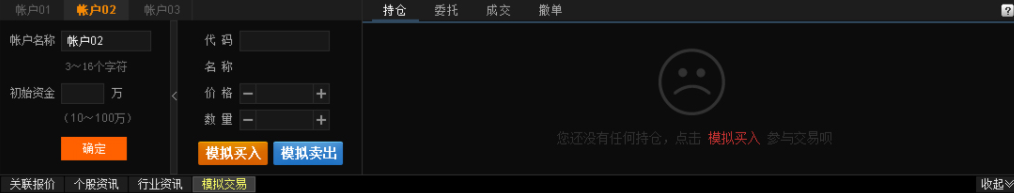 帐户01 帐户02 帐户03
帐户名称 帐户02
3～16个字符
初始资金 万
（10～100万）
确定
代 码
名 称
价 格 − +
数 量 − +
模拟买入 模拟卖出
持仓 委托 成交 撤单 ?
您还没有任何持仓，点击 模拟买入 参与交易呗
关联报价 个股资讯 行业资讯 模拟交易 收起